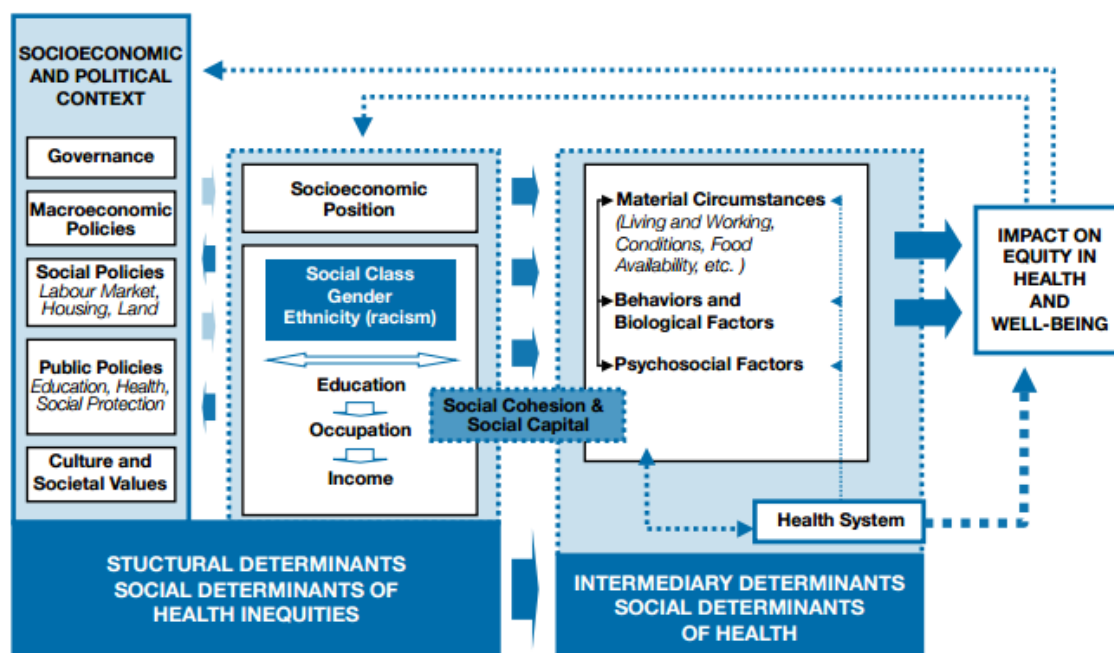 SOCIOECONOMIC
AND POLITICAL
CONTEXT
Governance
Macroeconomic
Policies
Social Policies
Labour Market,
Housing, Land
Public Policies
Education, Health,
Social Protection
Culture and
Societal Values
Socioeconomic
Position
Social Class
Gender
Ethnicity (racism)
Education
Occupation
Income
Social Cohesion &
Social Capital
Material Circumstances
(Living and Working,
Conditions, Food
Availability, etc. )
Behaviors and
Biological Factors
Psychosocial Factors
Health System
IMPACT ON
EQUITY IN
HEALTH
AND
WELL-BEING
STUCTURAL DETERMINANTS
SOCIAL DETERMINANTS OF
HEALTH INEQUITIES
INTERMEDIARY DETERMINANTS
SOCIAL DETERMINANTS
OF HEALTH